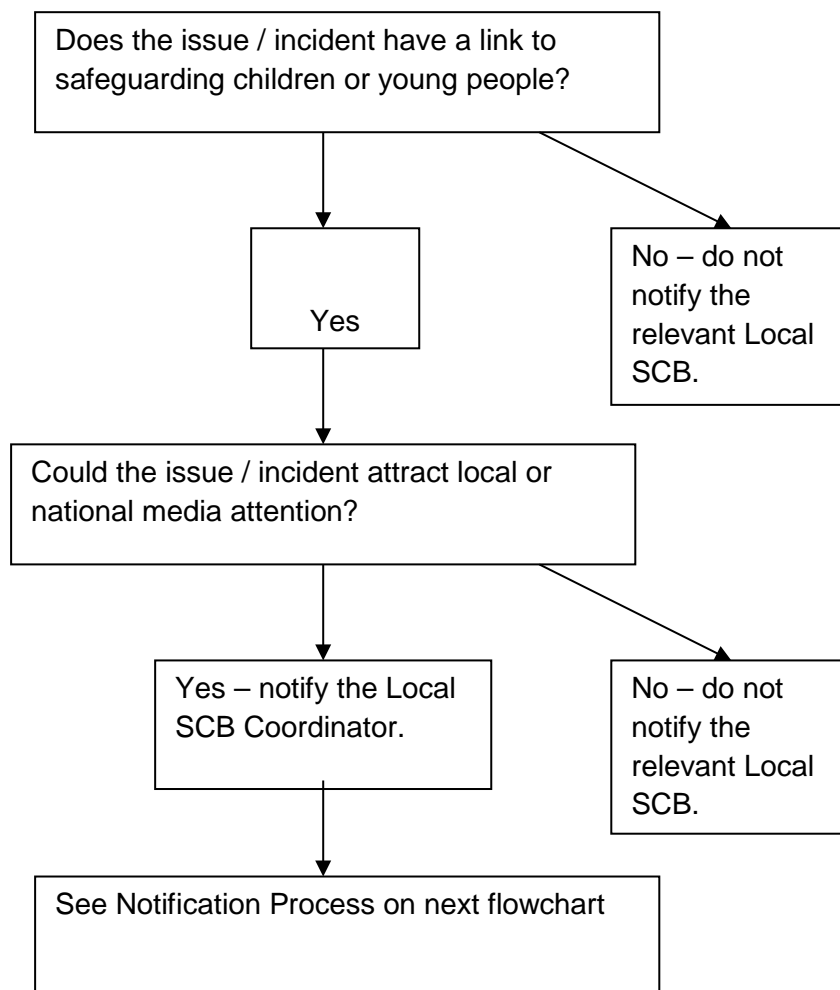 Does the issue / incident have a link to
safeguarding children or young people?
Yes
No – do not
notify the
relevant Local
SCB.
Could the issue / incident attract local or
national media attention?
Yes – notify the Local
SCB Coordinator.
No – do not
notify the
relevant Local
SCB.
See Notification Process on next flowchart